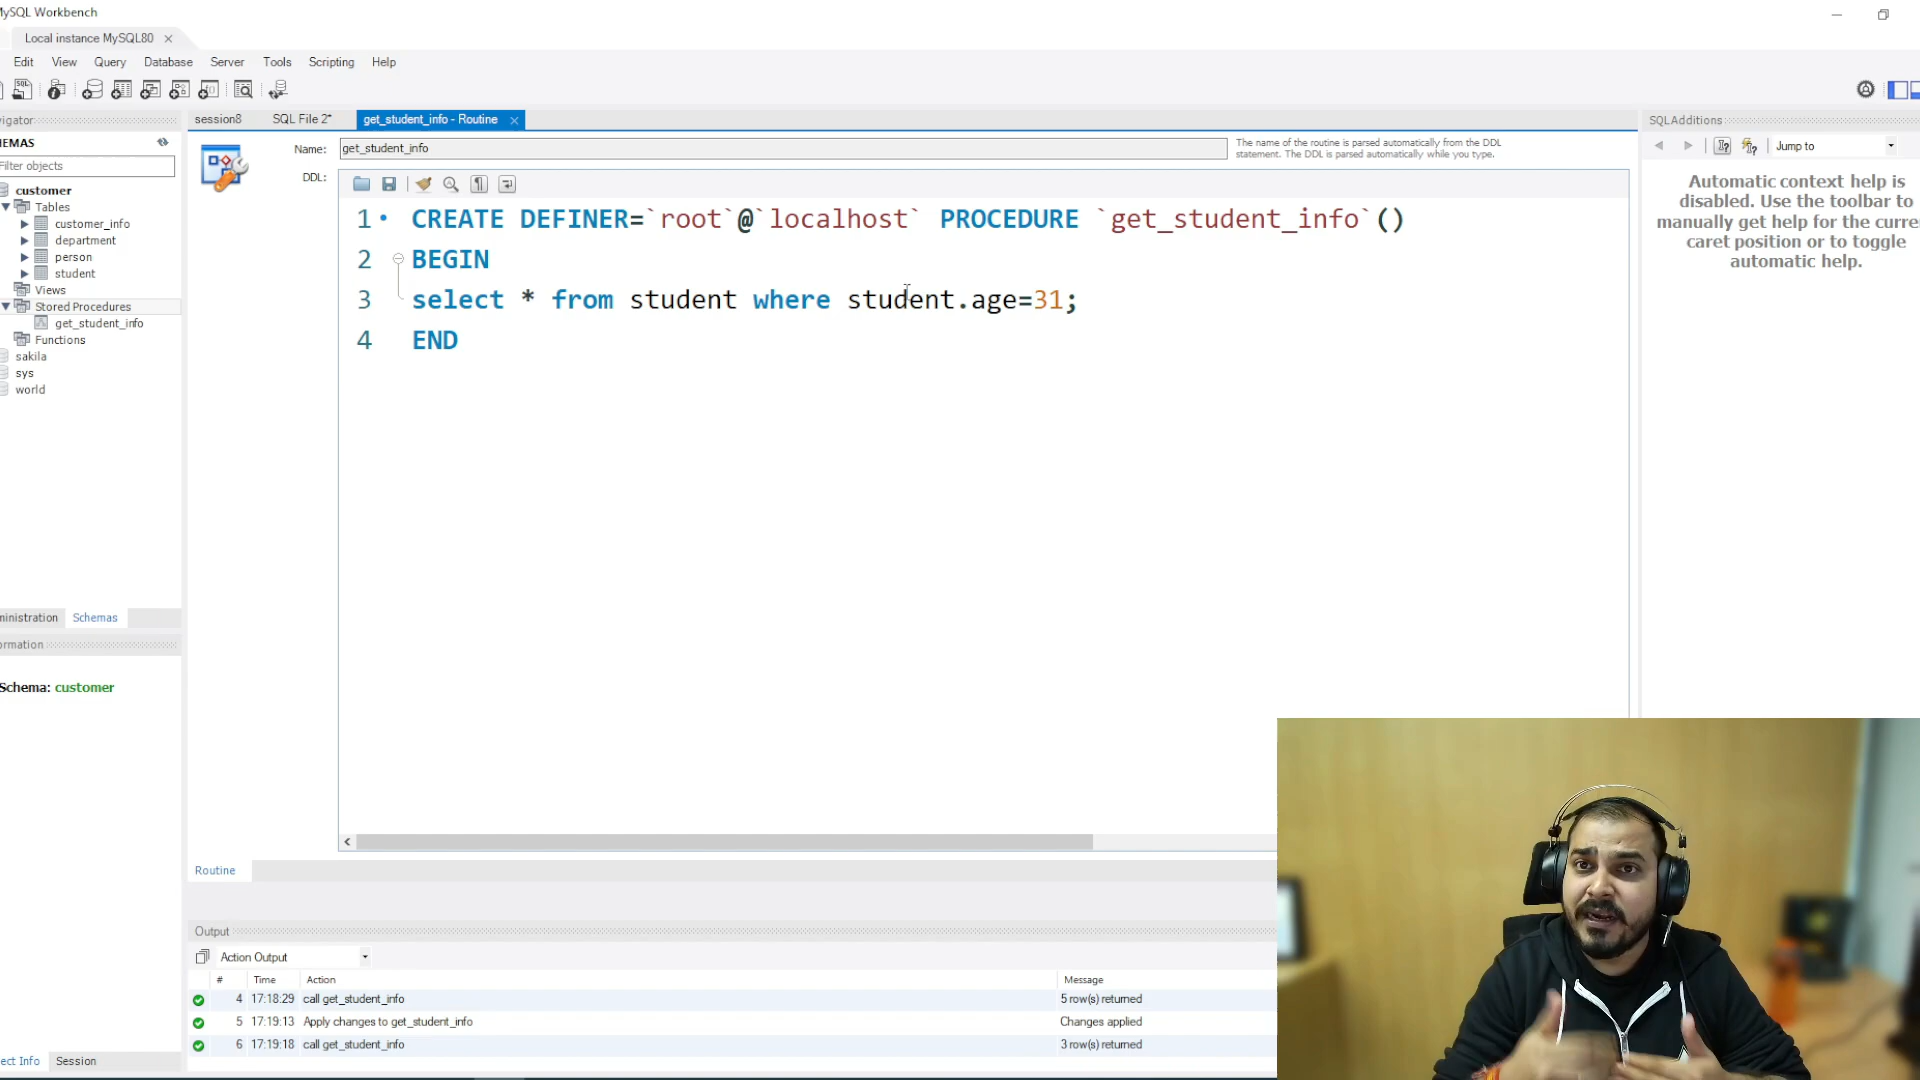 MySQL Workbench
Local instance MySQL80
Edit View Query Database Server Tools Scripting Help
session8 SQL File 2* get_student_info - Routine
SQLAdditions
Name: get_student_info
The name of the routine is parsed automatically from the DDL
statement. The DDL is parsed automatically while you type.
DDL:
Jump to
Filter objects
customer
Tables
customer_info
department
person
student
Views
Stored Procedures
get_student_info
Functions
sakila
sys
world
1 CREATE DEFINER=`root`@`localhost` PROCEDURE `get_student_info`()
2 BEGIN
3 select * from student where student.age=31;
4 END
Automatic context help is
disabled. Use the toolbar to
manually get help for the curre
caret position or to toggle
automatic help.
Schemas
Schema: customer
Routine
Output
Action Output
# Time Action Message
4 17:18:29 call get_student_info 5 row(s) returned
5 17:19:13 Apply changes to get_student_info Changes applied
6 17:19:18 call get_student_info 3 row(s) returned
ect Info Session